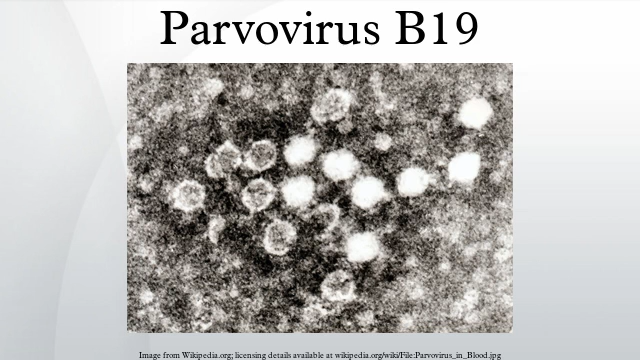 Parvovirus B19
Image from Wikipedia.org; licensing details available at wikipedia.org/wiki/File:Parvovirus_in_Blood.jpg